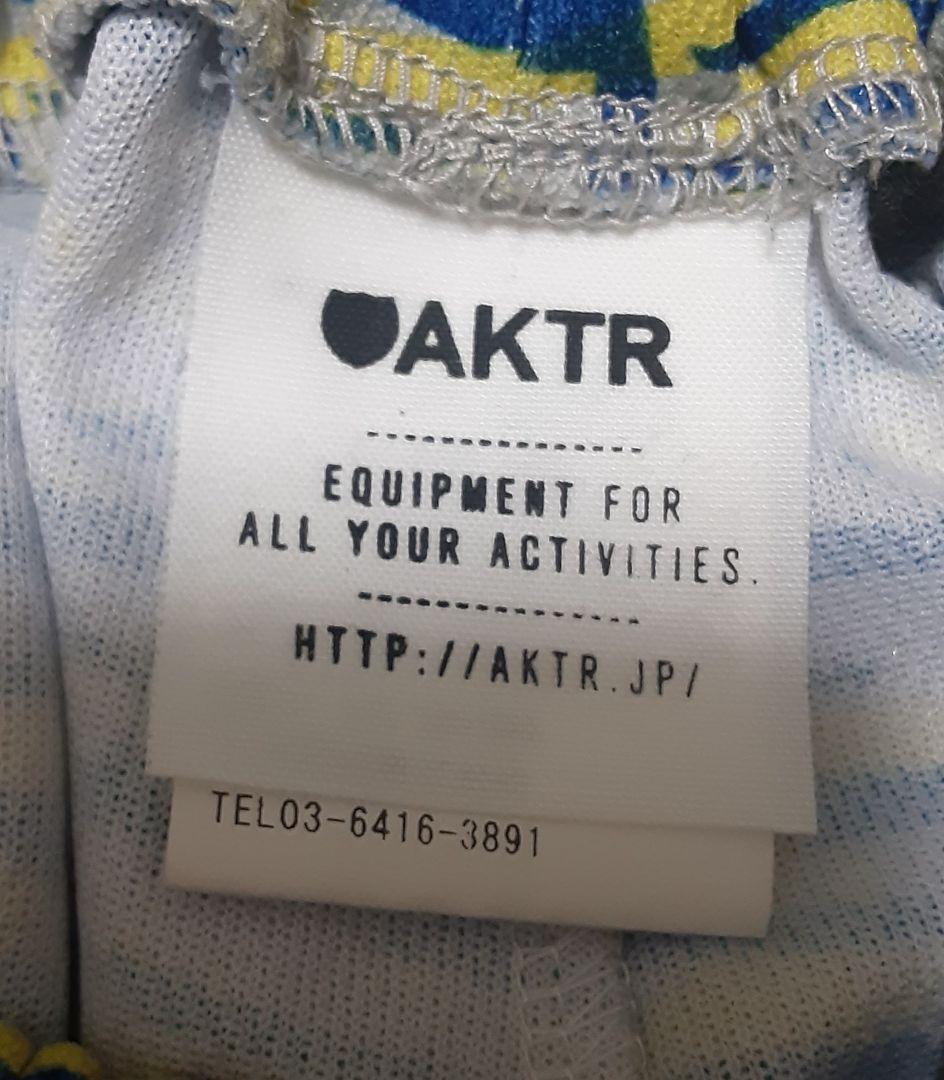 AKTR
EQUIPMENT FOR
ALL YOUR ACTIVITIES.
HTTP://AKTR.JP/
TEL03-6416-3891